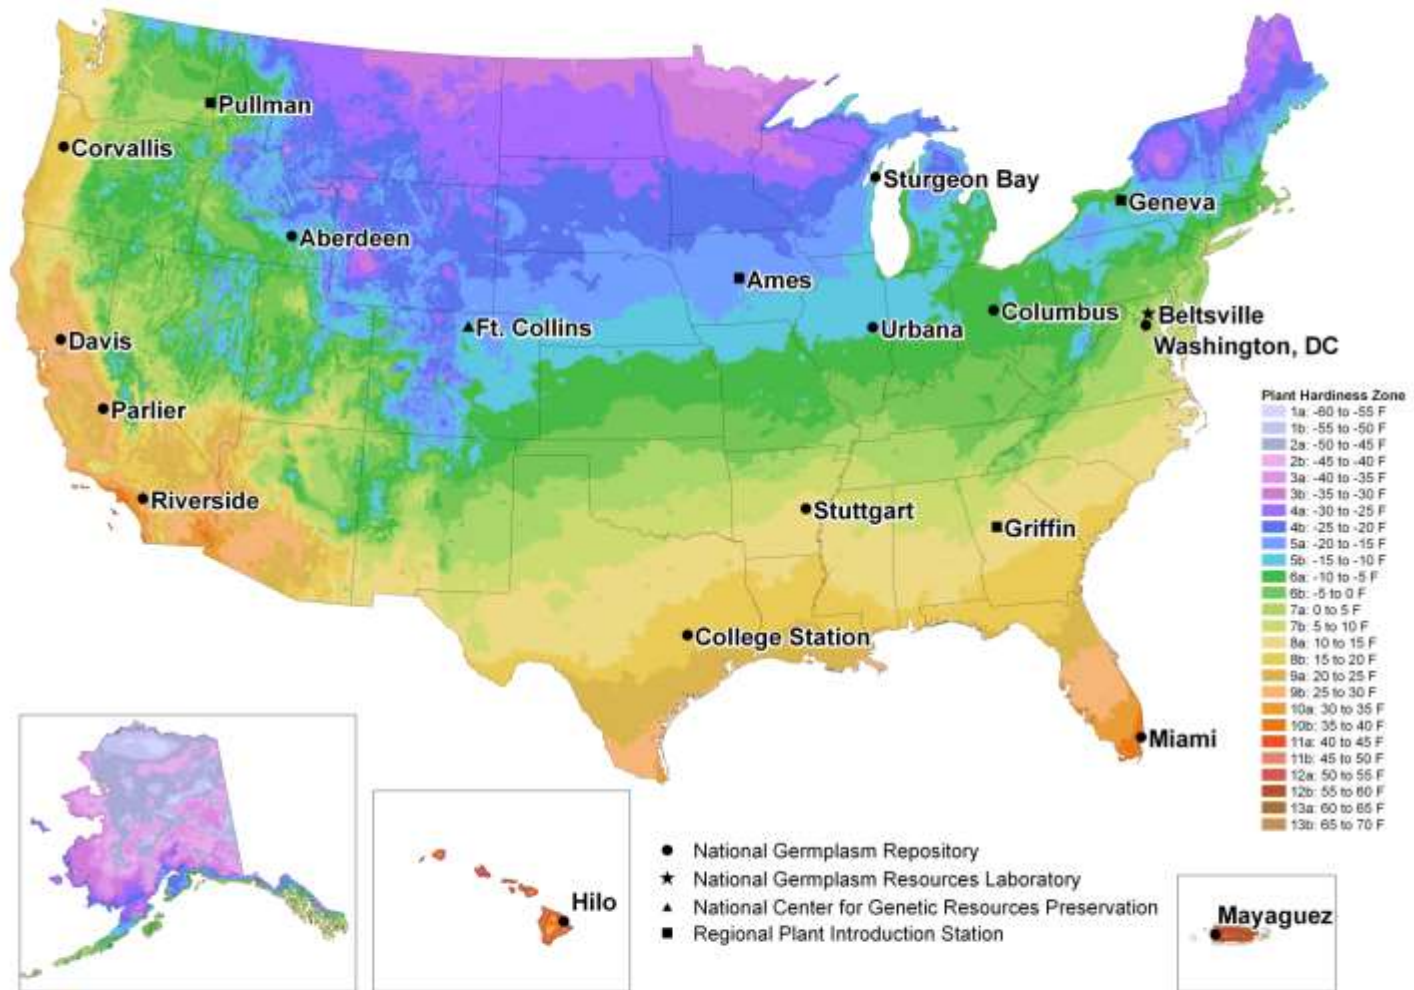 Pullman
Corvallis
Sturgeon Bay
Geneva
Aberdeen
Ames
Ft. Collins
Urbana
Columbus
Beltsville
Washington, DC
Davis
Parlier
Riverside
Stuttgart
Griffin
College Station
Miami
Plant Hardiness Zone
1a: -60 to -55 F
1b: -55 to -50 F
2a: -50 to -45 F
2b: -45 to -40 F
3a: -40 to -35 F
3b: -35 to -30 F
4a: -30 to -25 F
4b: -25 to -20 F
5a: -20 to -15 F
5b: -15 to -10 F
6a: -10 to -5 F
6b: -5 to 0 F
7a: 0 to 5 F
7b: 5 to 10 F
8a: 10 to 15 F
8b: 15 to 20 F
9a: 20 to 25 F
9b: 25 to 30 F
10a: 30 to 35 F
10b: 35 to 40 F
11a: 40 to 45 F
11b: 45 to 50 F
12a: 50 to 55 F
12b: 55 to 60 F
13a: 60 to 65 F
13b: 65 to 70 F
Hilo
National Germplasm Repository
National Germplasm Resources Laboratory
National Center for Genetic Resources Preservation
Regional Plant Introduction Station
Mayaguez